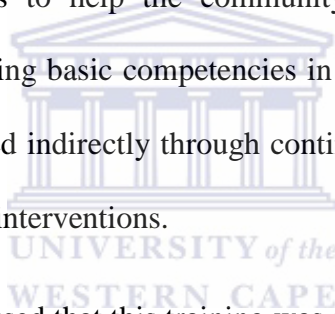 s to help the community
ing basic competencies in
d indirectly through conti
interventions.
UNIVERSITY of the
WESTERN CAPE
sed that this training was